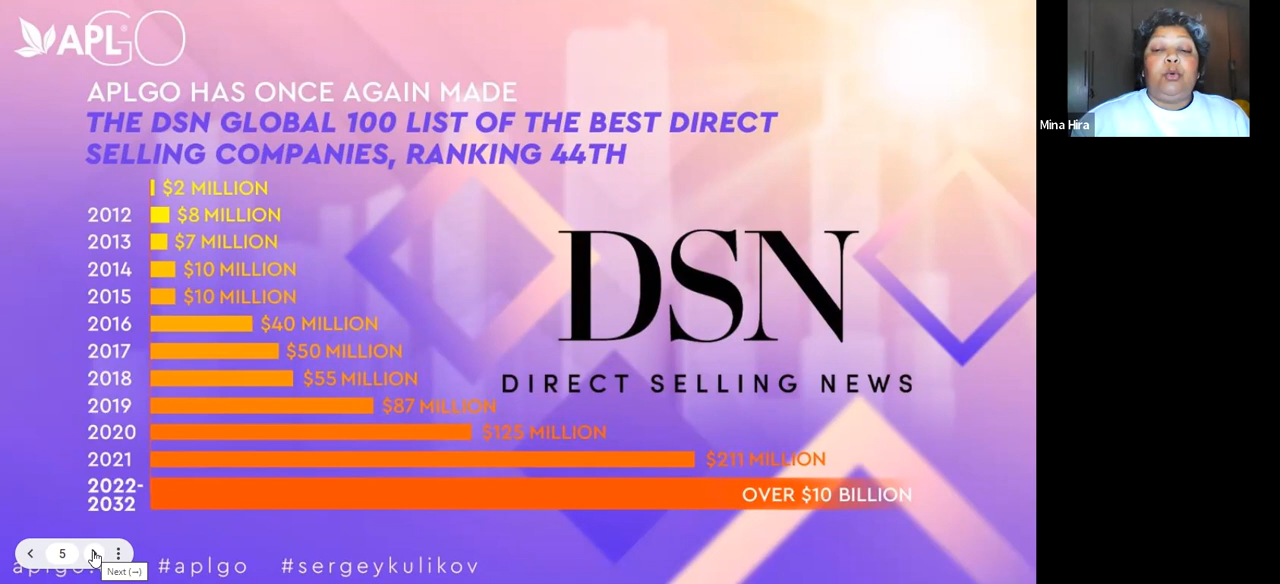 APLGO
Mina Hira
APLGO HAS ONCE AGAIN MADE
THE DSN GLOBAL 100 LIST OF THE BEST DIRECT
SELLING COMPANIES, RANKING 44TH
$2 MILLION
2012 $8 MILLION
2013 $7 MILLION
2014 $10 MILLION
2015 $10 MILLION
2016 $40 MILLION
2017 $50 MILLION
2018 $55 MILLION
2019 $87 MILLION
2020 $125 MILLION
2021 $211 MILLION
2022-
2032 OVER $10 BILLION
DSN
DIRECT SELLING NEWS
5
Next (→)
#aplgo #sergeykulikov